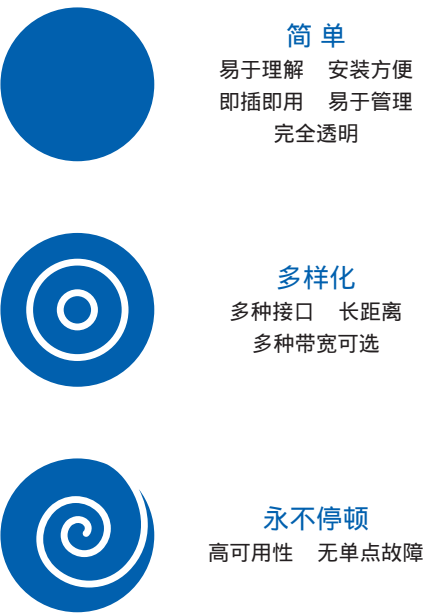 简 单
易于理解 安装方便
即插即用 易于管理
完全透明
多样化
多种接口 长距离
多种带宽可选
永不停顿
高可用性 无单点故障